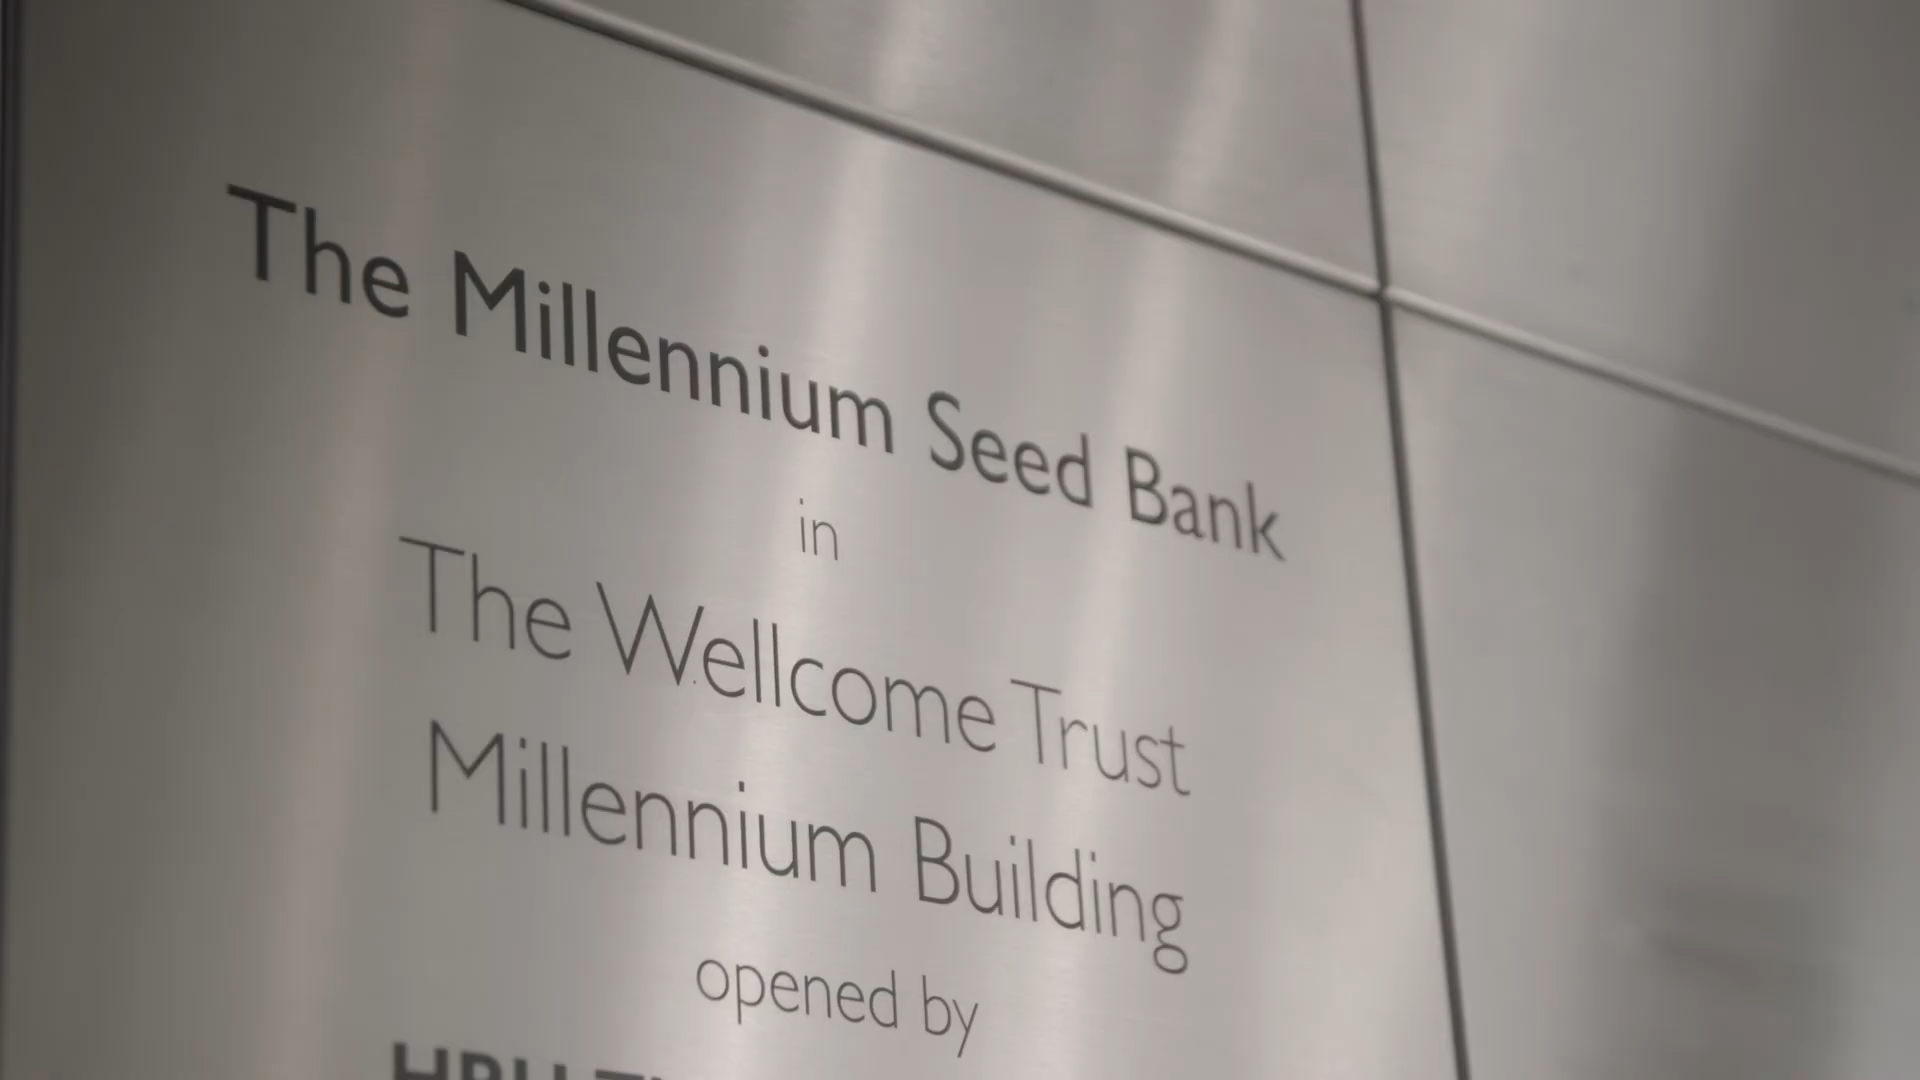 The Millennium Seed Bank
in
The Wellcome Trust
Millennium Building
opened by